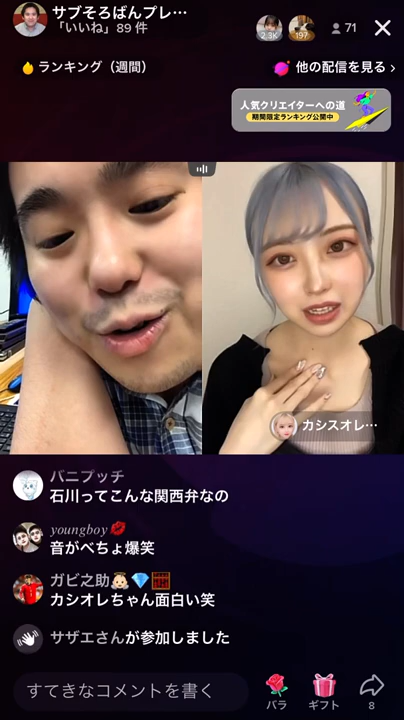 サブそろばんプレ…
「いいね」89 件
2.3K
197
71
ランキング（週間）
他の配信を見る
人気クリエイターへの道
期間限定ランキング公開中
カシスオレ…
バニプッチ
石川ってこんな関西弁なの
youngboy💋
音がべちょ爆笑
ガビ之助👼💎
カシオレちゃん面白い笑
サザエさんが参加しました
すてきなコメントを書く
バラ
ギフト
8